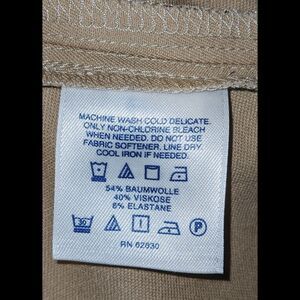 MACHINE WASH COLD DELICATE.
ONLY NON-CHLORINE BLEACH
WHEN NEEDED. DO NOT USE
FABRIC SOFTENER. LINE DRY.
COOL IRON IF NEEDED.
54% BAUMWOLLE
40% VISKOSE
6% ELASTANE
30
P
RN 62630